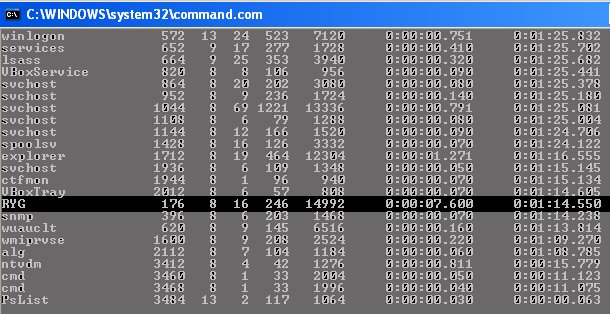 C:\WINDOWS\system32\command.com
winlogon 572 13 24 523 7120 0:00:00.751 0:01:25.832
services 652 9 17 277 1728 0:00:00.410 0:01:25.702
lsass 664 9 25 353 3940 0:00:00.320 0:01:25.682
VBoxService 820 8 8 106 956 0:00:00.090 0:01:25.441
svchost 864 8 20 202 3080 0:00:00.080 0:01:25.378
svchost 952 8 9 236 1724 0:00:00.140 0:01:25.180
svchost 1044 8 69 1221 13336 0:00:00.791 0:01:25.081
svchost 1108 8 6 79 1288 0:00:00.080 0:01:25.004
svchost 1144 8 12 166 1520 0:00:00.090 0:01:24.706
spoolsv 1428 8 16 126 3332 0:00:00.070 0:01:24.122
explorer 1712 8 19 464 12304 0:00:01.271 0:01:16.555
svchost 1936 8 6 109 1348 0:00:00.050 0:01:15.145
ctfmon 1944 8 1 96 940 0:00:00.070 0:01:15.134
VBoxTray 2012 8 6 57 808 0:00:00.070 0:01:14.605
RYG 176 8 16 246 14992 0:00:07.600 0:01:14.550
snmp 396 8 6 203 1468 0:00:00.070 0:01:14.238
wuauclt 620 8 9 145 6516 0:00:00.160 0:01:13.814
wmiprvse 1600 8 9 208 2524 0:00:00.220 0:01:09.270
alg 2112 8 7 104 1184 0:00:00.060 0:01:08.785
ntvdm 3412 8 4 42 1276 0:00:00.811 0:00:15.779
cmd 3460 8 1 33 2004 0:00:00.050 0:00:11.123
cmd 3468 8 1 33 1996 0:00:00.040 0:00:11.075
PsList 3484 13 2 117 1064 0:00:00.030 0:00:00.063